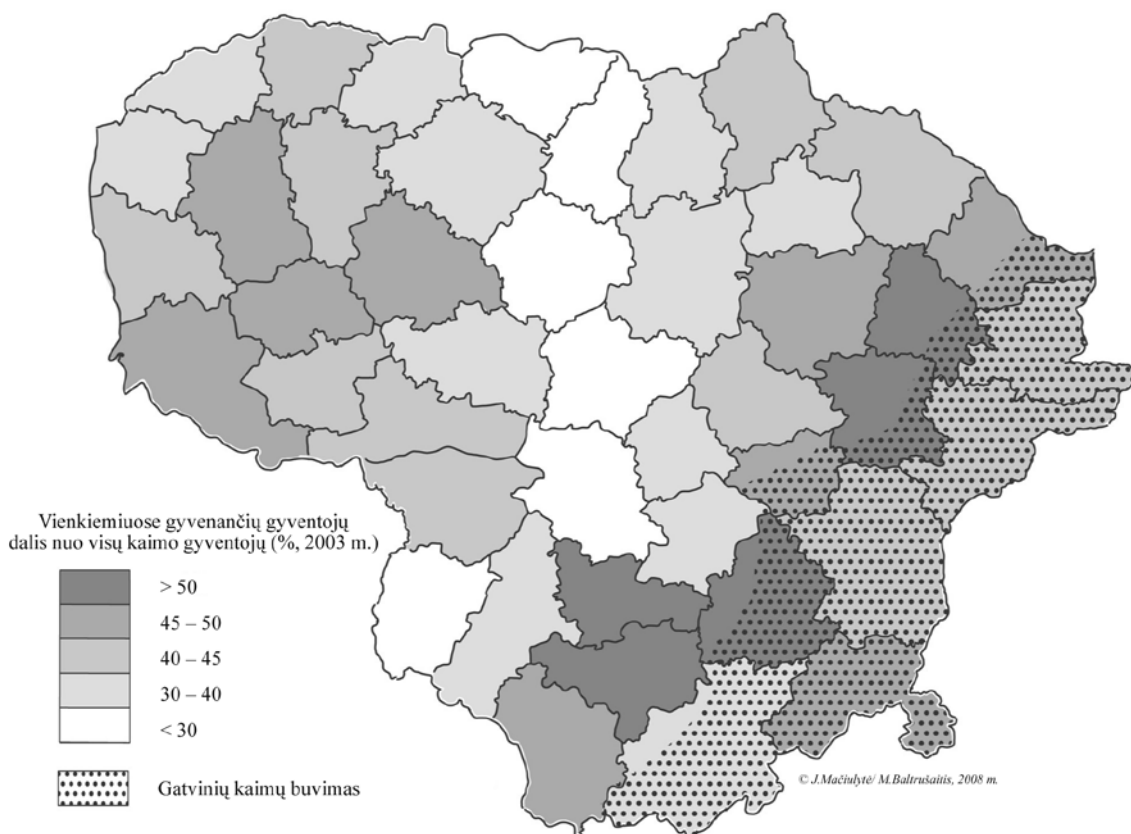 Vienkiemiuose gyvenančių gyventojų
dalis nuo visų kaimo gyventojų (%, 2003 m.)
> 50
45 – 50
40 – 45
30 – 40
< 30
Gatvinių kaimų buvimas
© J.Mačiulytė/ M.Baltrušaitis, 2008 m.